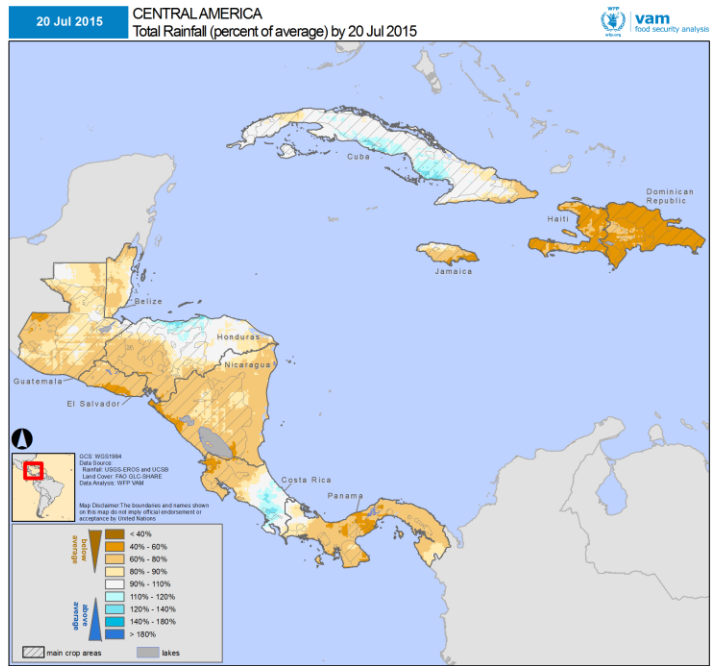 20 Jul 2015
CENTRAL AMERICA
Total Rainfall (percent of average) by 20 Jul 2015
WFP
wfp.org
vam
food security analysis
Cuba
Dominican
Republic
Haiti
Jamaica
Belize
Honduras
Nicaragua
Guatemala
El Salvador
Costa Rica
Panama
GCS: WGS1984
Data Source:
Rainfall: USGS-EROS and UCSB
Land Cover: FAO GLC-SHARE
Data Analysis: WFP VAM
Map Disclaimer:The boundaries and names shown
on this map do not imply official endorsement or
acceptance by United Nations
below
average
above
average
< 40%
40% - 60%
60% - 80%
80% - 90%
90% - 110%
110% - 120%
120% - 140%
140% - 180%
> 180%
main crop areas
lakes